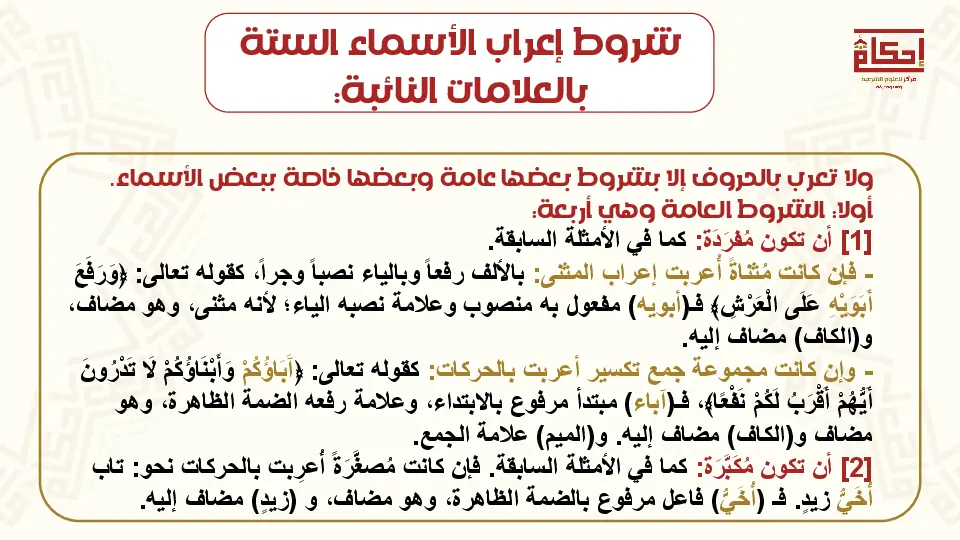 شروط إعراب الأسماء الستة
بالعلامات النائبة:
إحكام
مركز للعلوم الشرعية
ولا تعرب بالحروف إلا بشروط بعضها عامة وبعضها خاصة ببعض الأسماء.
أولا: الشروط العامة وهي أربعة:
[1] أن تكون مُفرَدَة: كما في الأمثلة السابقة.
- فإن كانت مُثناةً أُعربت إعراب المثنى: بالألف رفعاً وبالياء نصباً وجراً، كقوله تعالى: ﴿وَرَفَعَ
أَبَوَيْهِ عَلَى الْعَرْشِ﴾ فـ(أبويه) مفعول به منصوب وعلامة نصبه الياء؛ لأنه مثنى، وهو مضاف،
و(الكاف) مضاف إليه.
- وإن كانت مجموعة جمع تكسير أعربت بالحركات: كقوله تعالى: ﴿آَبَاؤُكُمْ وَأَبْنَاؤُكُمْ لَا تَدْرُونَ
أَيُّهُمْ أَقْرَبُ لَكُمْ نَفْعًا﴾، فـ(آباء) مبتدأ مرفوع بالابتداء، وعلامة رفعه الضمة الظاهرة، وهو
مضاف و(الكاف) مضاف إليه. و(الميم) علامة الجمع.
[2] أن تكون مُكَبَّرَة: كما في الأمثلة السابقة. فإن كانت مُصغَّرَةً أُعرِبت بالحركات نحو: تاب
أُخَيُّ زيدٍ. فـ (أُخَيُّ) فاعل مرفوع بالضمة الظاهرة، وهو مضاف، و (زيدٍ) مضاف إليه.